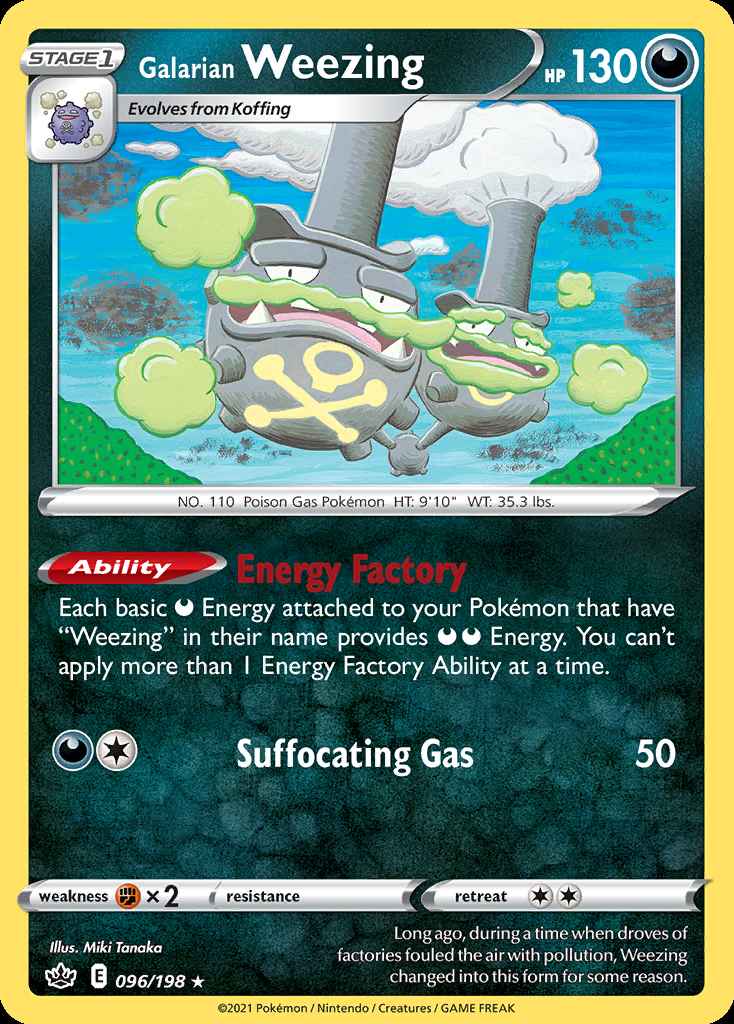 STAGE 1
Galarian Weezing
HP 130
Evolves from Koffing
NO. 110 Poison Gas Pokémon HT: 9'10" WT: 35.3 lbs.
Ability Energy Factory
Each basic Energy attached to your Pokémon that have
“Weezing” in their name provides Energy. You can’t
apply more than 1 Energy Factory Ability at a time.
Suffocating Gas 50
weakness ×2 resistance retreat
Illus. Miki Tanaka
Long ago, during a time when droves of
factories fouled the air with pollution, Weezing
changed into this form for some reason.
E 096/198 ★
©2021 Pokémon / Nintendo / Creatures / GAME FREAK